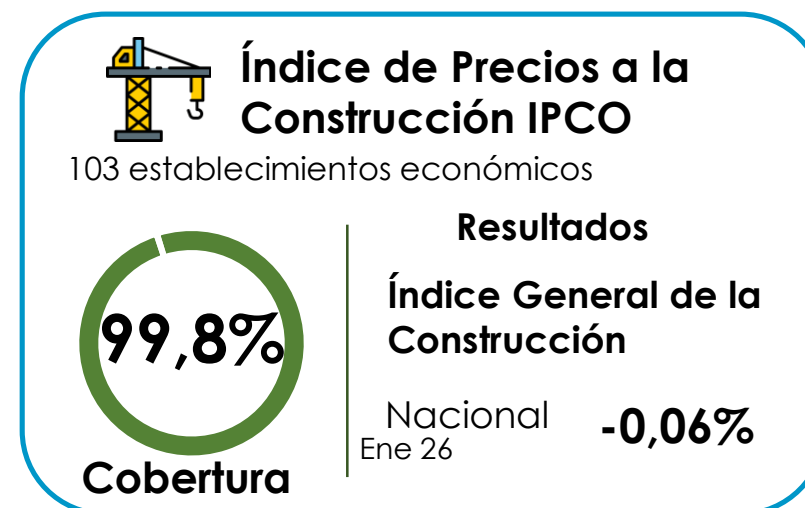 Índice de Precios a la
Construcción IPCO
103 establecimientos económicos
99,8%
Cobertura
Resultados
Índice General de la
Construcción
Nacional
Ene 26
-0,06%